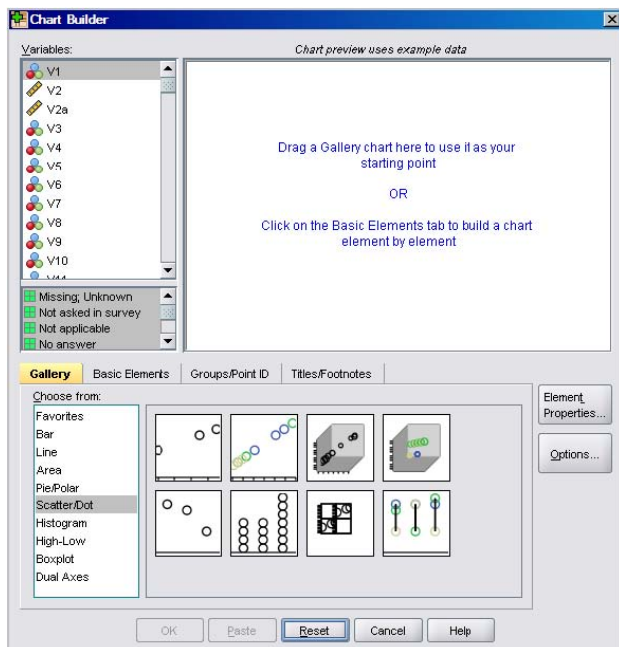 Chart Builder
Variables:
V1
V2
V2a
V3
V4
V5
V6
V7
V8
V9
V10
Missing; Unknown
Not asked in survey
Not applicable
No answer
Chart preview uses example data
Drag a Gallery chart here to use it as your
starting point
OR
Click on the Basic Elements tab to build a chart
element by element
Gallery Basic Elements Groups/Point ID Titles/Footnotes
Choose from:
Favorites
Bar
Line
Area
Pie/Polar
Scatter/Dot
Histogram
High-Low
Boxplot
Dual Axes
Element
Properties...
Options...
OK Paste Reset Cancel Help